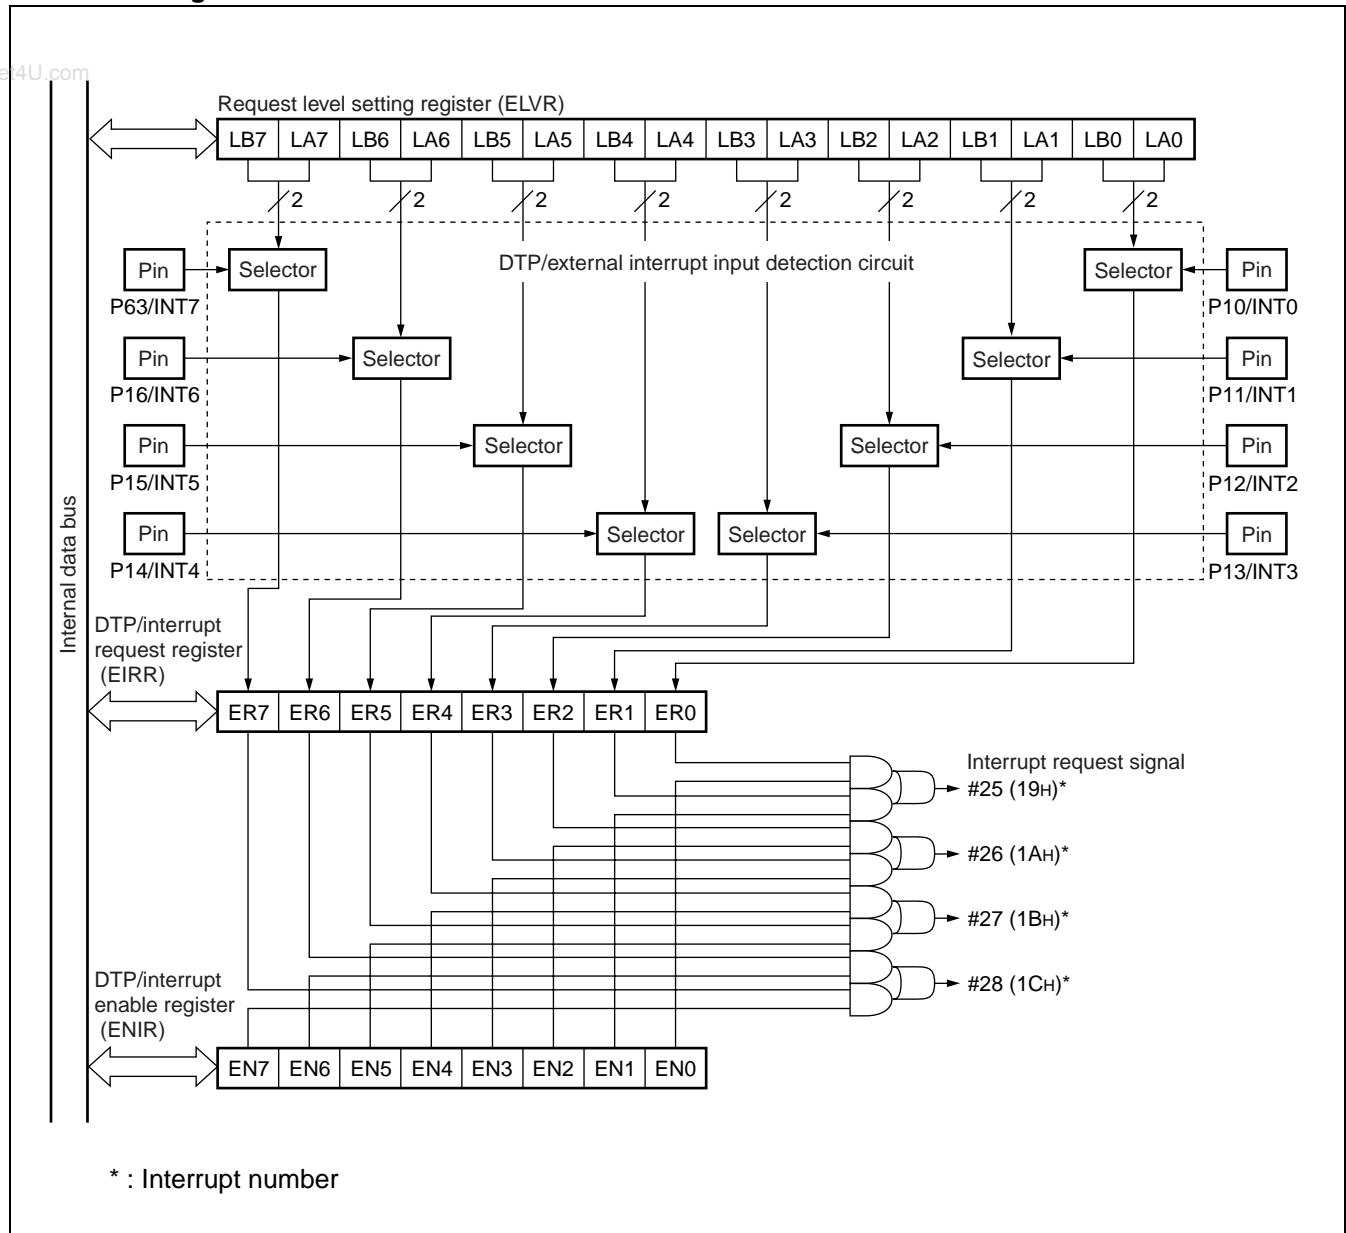 et4U.com
Request level setting register (ELVR)
LB7 LA7 LB6 LA6 LB5 LA5 LB4 LA4 LB3 LA3 LB2 LA2 LB1 LA1 LB0 LA0
2 2 2 2 2 2 2 2
DTP/external interrupt input detection circuit
Pin Selector Selector Pin
P63/INT7 P10/INT0
Pin Selector Selector Pin
P16/INT6 P11/INT1
Pin Selector Selector Pin
P15/INT5 P12/INT2
Pin Selector Selector Pin
P14/INT4 P13/INT3
Internal data bus
DTP/interrupt
request register
(EIRR)
ER7 ER6 ER5 ER4 ER3 ER2 ER1 ER0
Interrupt request signal
#25 (19H)*
#26 (1AH)*
#27 (1BH)*
#28 (1CH)*
DTP/interrupt
enable register
(ENIR)
EN7 EN6 EN5 EN4 EN3 EN2 EN1 EN0
* : Interrupt number